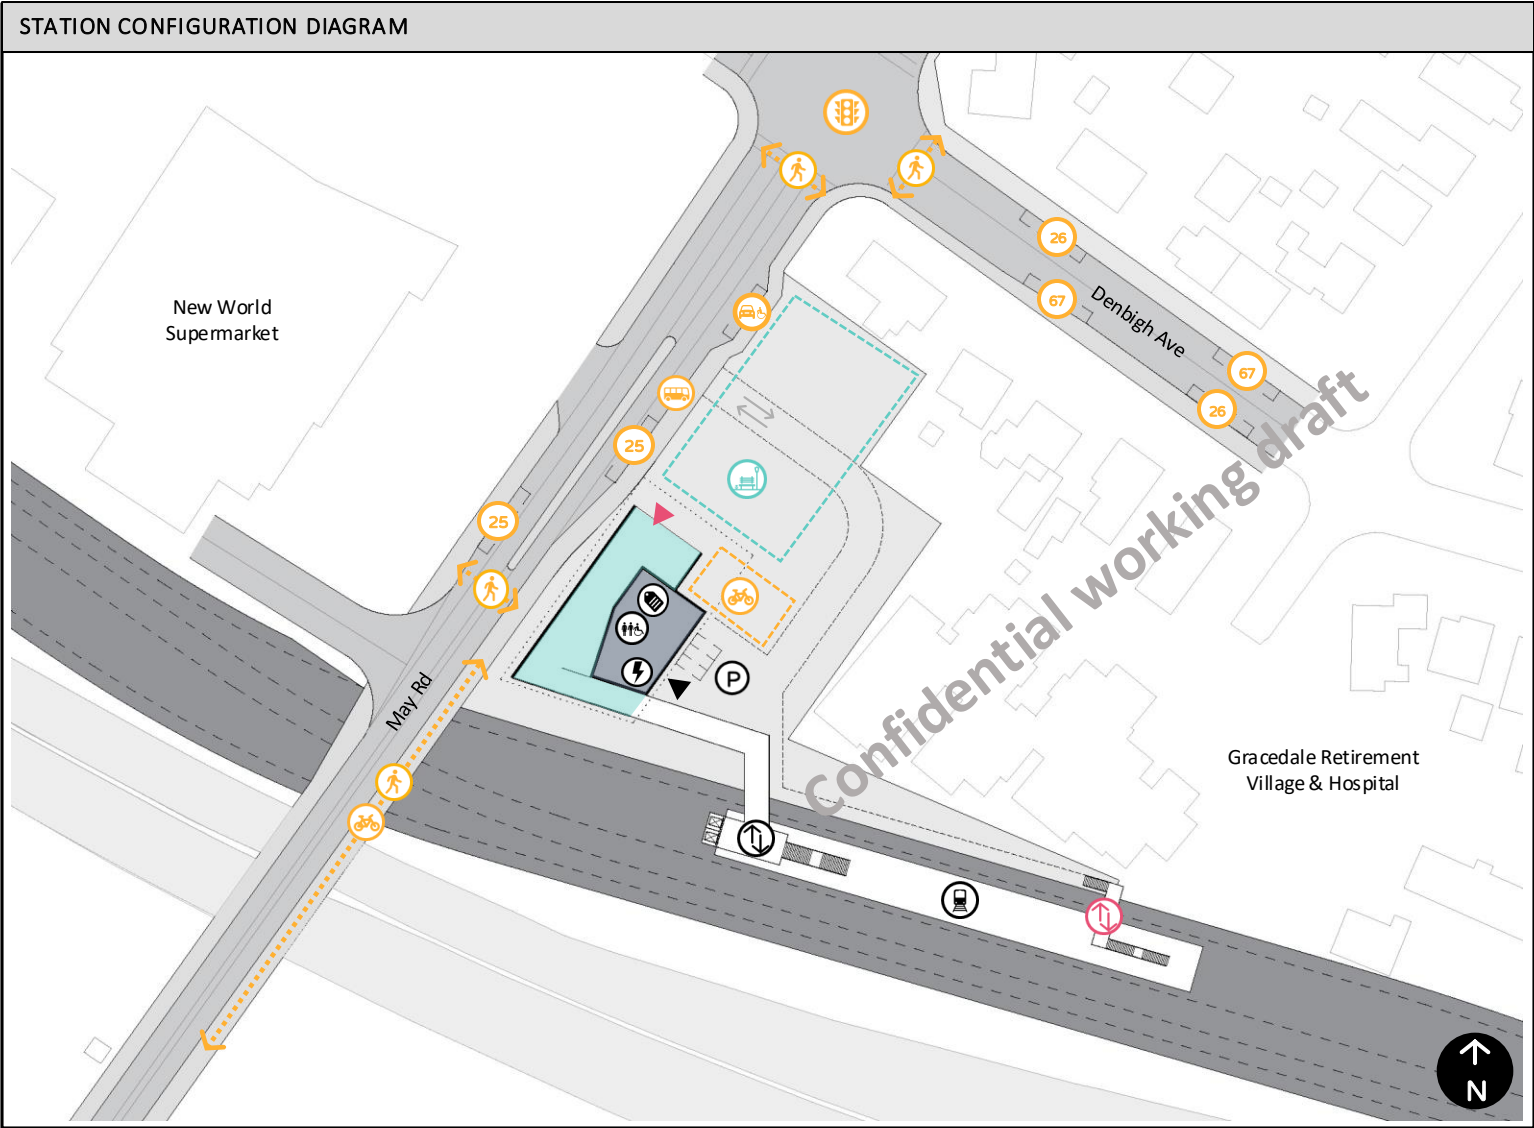 STATION CONFIGURATION DIAGRAM
New World
Supermarket
26
67
Denbigh Ave
67
26
25
25
May Rd
P
Confidential working draft
Gracedale Retirement
Village & Hospital
N